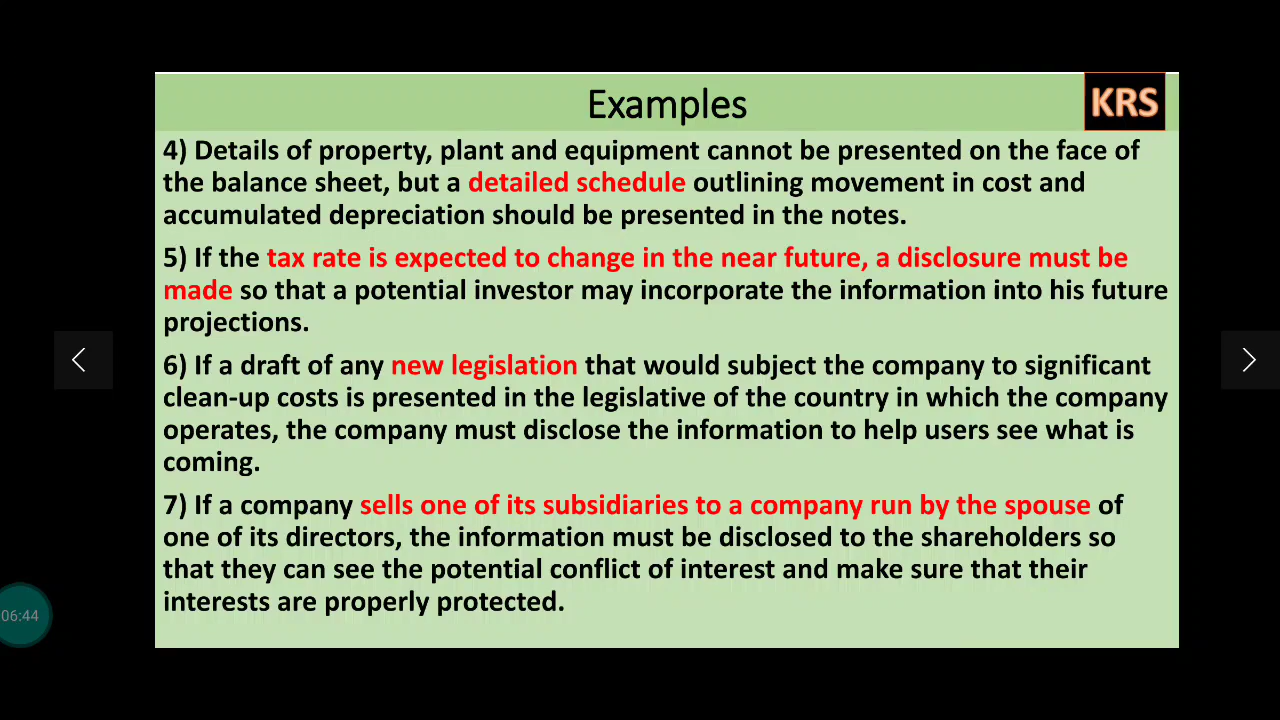 Examples
KRS
4) Details of property, plant and equipment cannot be presented on the face of
the balance sheet, but a detailed schedule outlining movement in cost and
accumulated depreciation should be presented in the notes.
5) If the tax rate is expected to change in the near future, a disclosure must be
made so that a potential investor may incorporate the information into his future
projections.
6) If a draft of any new legislation that would subject the company to significant
clean-up costs is presented in the legislative of the country in which the company
operates, the company must disclose the information to help users see what is
coming.
7) If a company sells one of its subsidiaries to a company run by the spouse of
one of its directors, the information must be disclosed to the shareholders so
that they can see the potential conflict of interest and make sure that their
interests are properly protected.
06:44